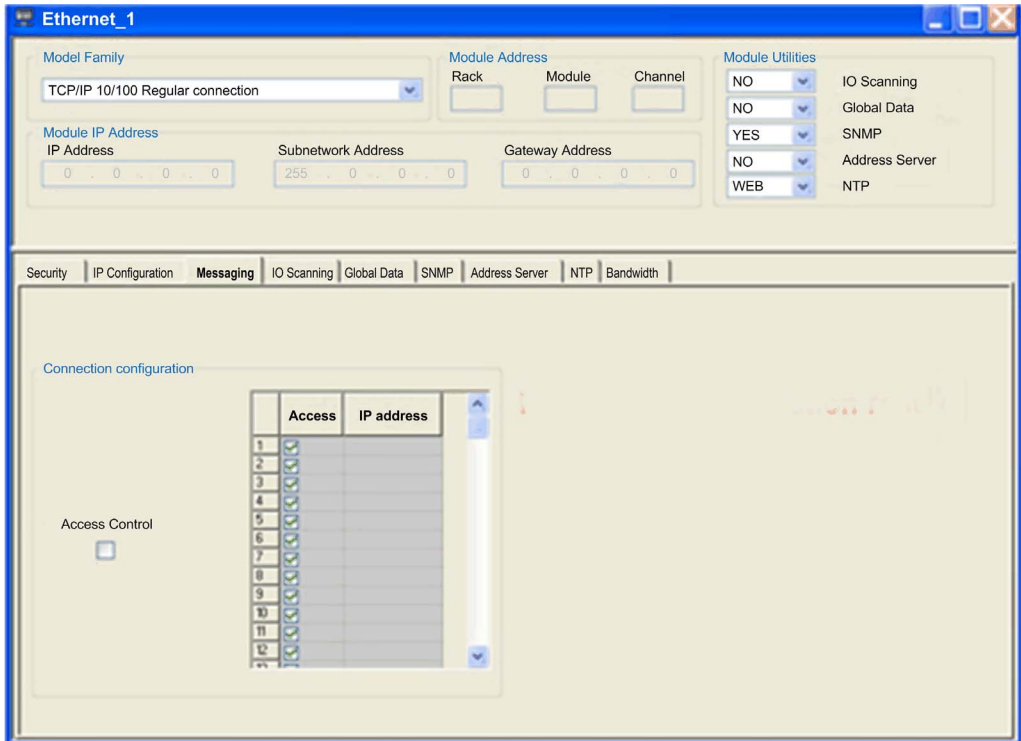 Ethernet_1
Model Family
TCP/IP 10/100 Regular connection
Module Address
Rack Module Channel
Module Utilities
NO IO Scanning
NO Global Data
YES SNMP
NO Address Server
WEB NTP
Module IP Address
IP Address Subnetwork Address Gateway Address
0 . 0 . 0 . 0 255 . 0 . 0 . 0 0 . 0 . 0 . 0
Security IP Configuration Messaging IO Scanning Global Data SNMP Address Server NTP Bandwidth
Connection configuration
Access IP address
1
2
3
4
5
6
7
8
9
10
11
12
Access Control